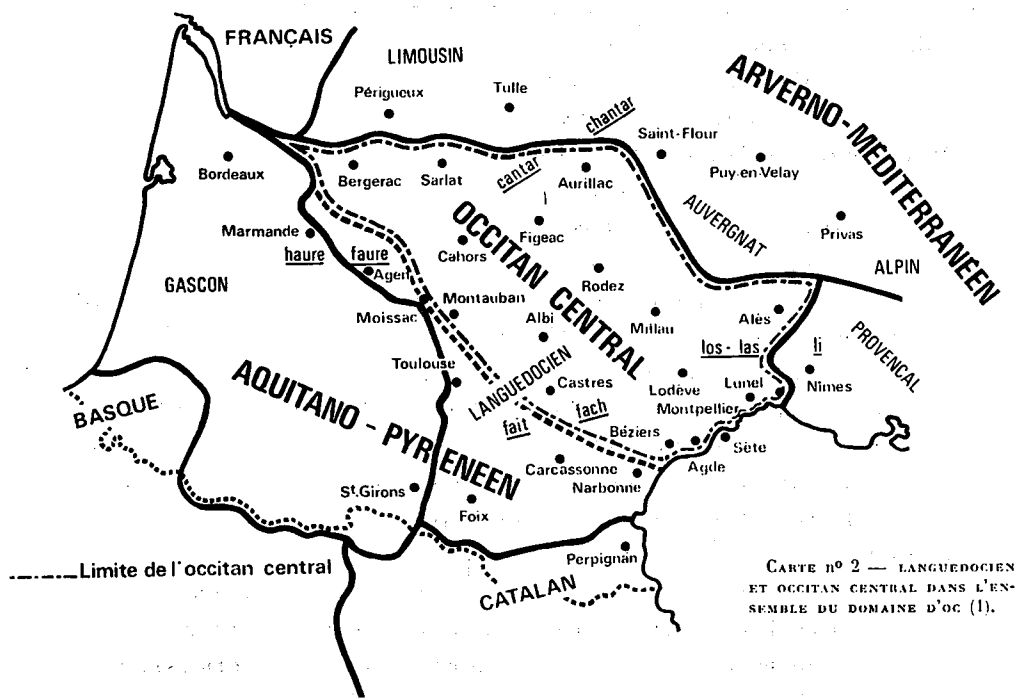 FRANÇAIS
LIMOUSIN
ARVERNO-MÉDITERRANÉEN
Périgueux
Tulle
chantar
Saint-Flour
Bordeaux
Bergerac
Sarlat
cantar
Aurillac
Puy-en-Velay
AUVERGNAT
Privas
OCCITAN CENTRAL
Marmande
haure
faure
Agen
Cahors
Figeac
ALPIN
GASCON
Rodez
Moissac
Montauban
Albi
Millau
Alès
PROVENÇAL
los - las
li
Toulouse
LANGUEDOCIEN
Castres
Lodève
Lunel
Nîmes
Montpellier
AQUITANO - PYRENEEN
BASQUE
fach
fait
Béziers
Sète
Agde
Carcassonne
Narbonne
St.Girons
Foix
Perpignan
Limite de l'occitan central
CATALAN
CARTE nº 2 — LANGUEDOCIEN
ET OCCITAN CENTRAL DANS L'EN-
SEMBLE DU DOMAINE D'OC (1).